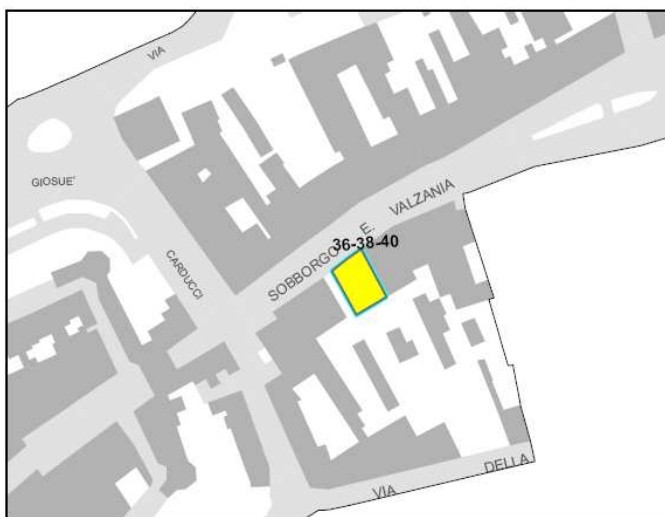 VIA
GIOSUE'
CARDUCCI
SOBBORGO E. VALZANIA
36-38-40
VIA DELLA